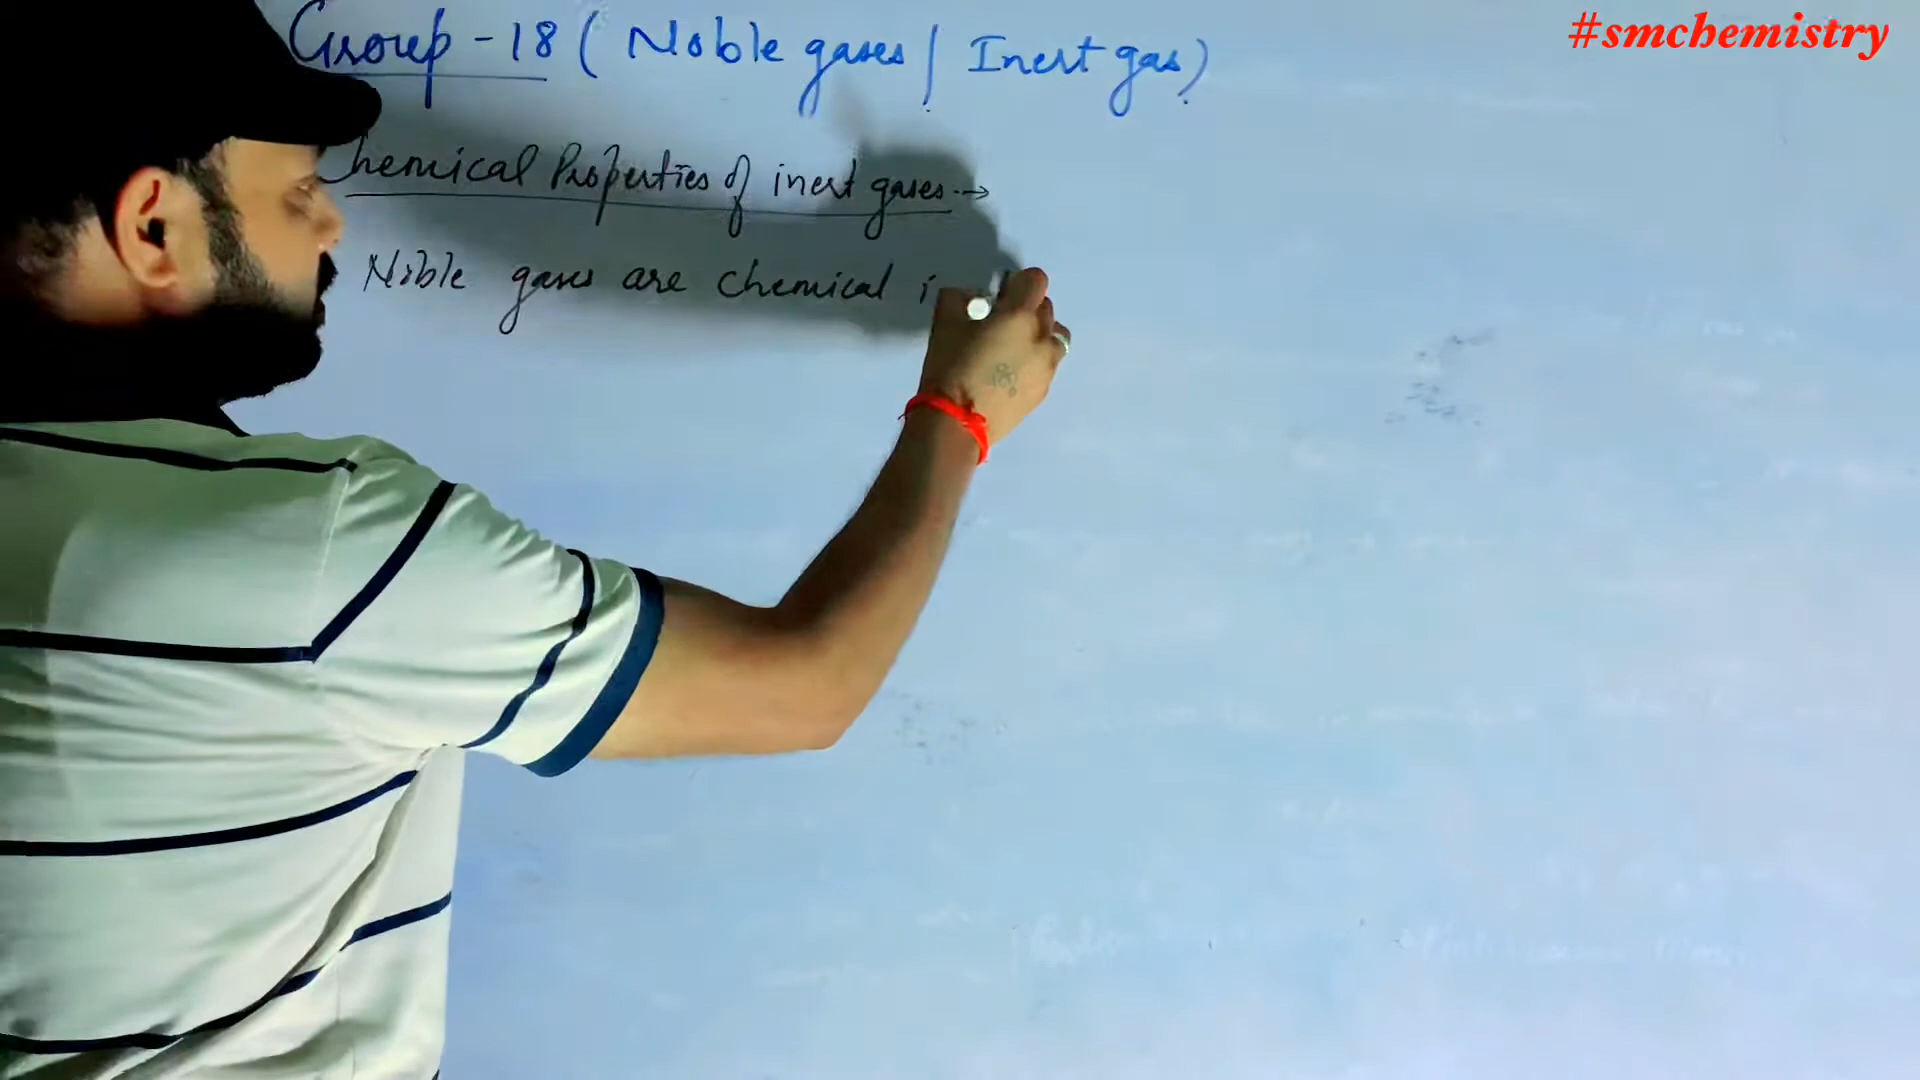 Group-18 ( Noble gases / Inert gas)
#smchemistry
Chemical Properties of inert gases →
Noble gases are chemical